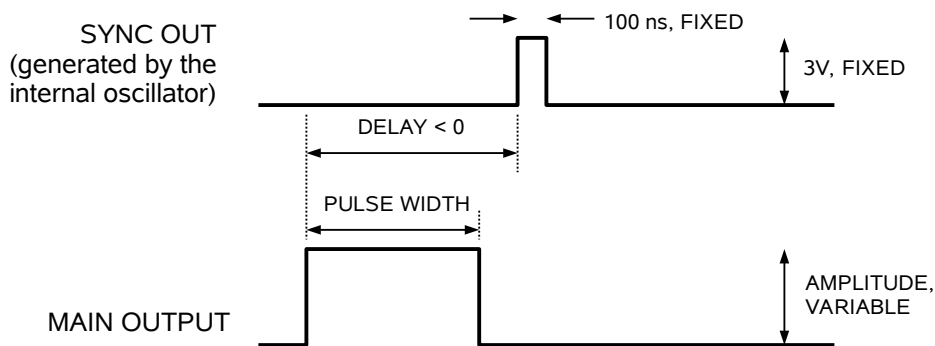 SYNC OUT
(generated by the
internal oscillator)
100 ns, FIXED
3V, FIXED
DELAY < 0
PULSE WIDTH
AMPLITUDE,
VARIABLE
MAIN OUTPUT